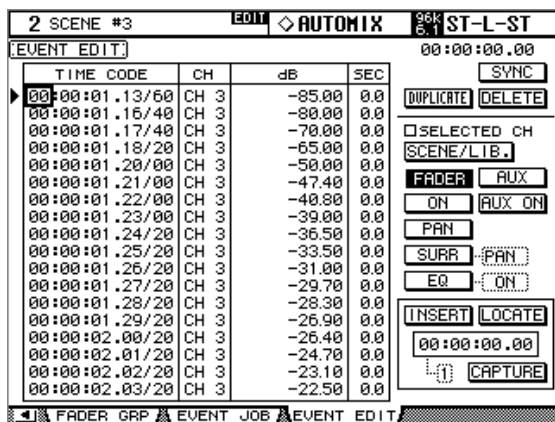 2 SCENE #3 EDIT ◇AUTOMIX 96k 6.1 ST-L-ST
EVENT EDIT 00:00:00.00
TIME CODE CH dB SEC
00:00:01.13/60 CH 3 -85.00 0.0
00:00:01.16/40 CH 3 -80.00 0.0
00:00:01.17/40 CH 3 -70.00 0.0
00:00:01.18/20 CH 3 -65.00 0.0
00:00:01.20/00 CH 3 -50.00 0.0
00:00:01.21/00 CH 3 -47.40 0.0
00:00:01.22/00 CH 3 -40.80 0.0
00:00:01.23/00 CH 3 -39.00 0.0
00:00:01.24/20 CH 3 -36.50 0.0
00:00:01.25/20 CH 3 -33.50 0.0
00:00:01.26/20 CH 3 -31.00 0.0
00:00:01.27/20 CH 3 -29.70 0.0
00:00:01.28/20 CH 3 -28.30 0.0
00:00:01.29/20 CH 3 -26.90 0.0
00:00:02.00/20 CH 3 -26.40 0.0
00:00:02.01/20 CH 3 -24.70 0.0
00:00:02.02/20 CH 3 -23.10 0.0
00:00:02.03/20 CH 3 -22.50 0.0
SYNC
DUPLICATE DELETE
SELECTED CH
SCENE/LIB.
FADER AUX
ON AUX ON
PAN
SURR PAN
EQ ON
INSERT LOCATE
00:00:00.00
1 CAPTURE
FADER GRP EVENT JOB EVENT EDIT